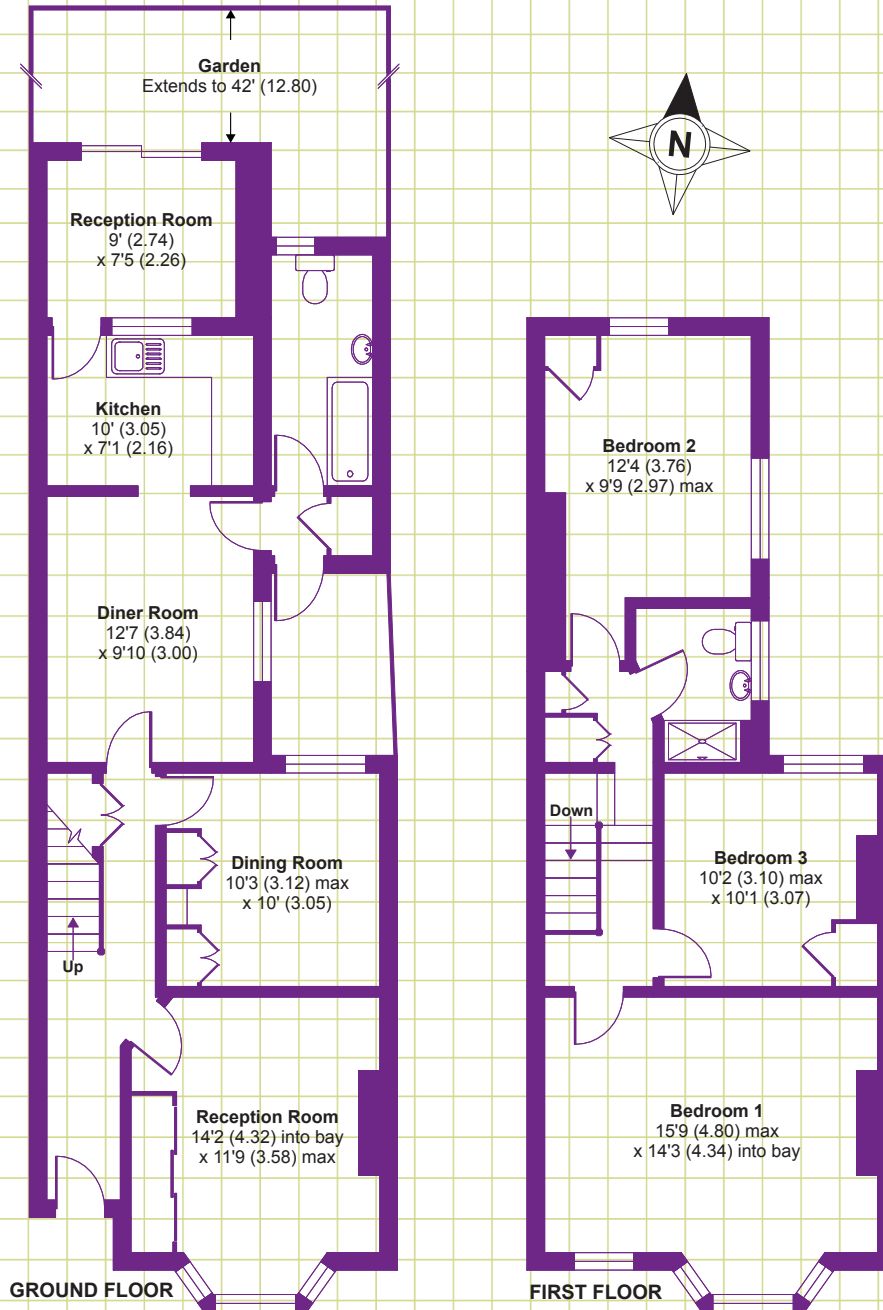 Garden
Extends to 42' (12.80)
N
Reception Room
9' (2.74)
x 7'5 (2.26)
Kitchen
10' (3.05)
x 7'1 (2.16)
Diner Room
12'7 (3.84)
x 9'10 (3.00)
Dining Room
10'3 (3.12) max
x 10' (3.05)
Up
Reception Room
14'2 (4.32) into bay
x 11'9 (3.58) max
GROUND FLOOR
Bedroom 2
12'4 (3.76)
x 9'9 (2.97) max
Down
Bedroom 3
10'2 (3.10) max
x 10'1 (3.07)
Bedroom 1
15'9 (4.80) max
x 14'3 (4.34) into bay
FIRST FLOOR